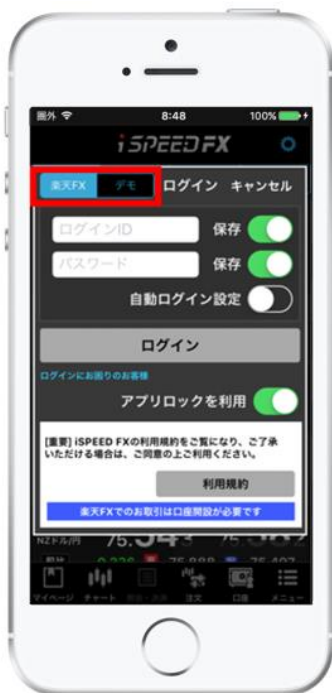 圏外 8:48 100%
iSPEED FX
楽天FX デモ ログイン キャンセル
ログインID 保存
パスワード 保存
自動ログイン設定
ログイン
ログインにお困りのお客様
アプリロックを利用
[重要] iSPEED FXの利用規約をご覧になり、ご了承
いただける場合は、ご同意の上ご利用ください。
利用規約
楽天FXでのお取引は口座開設が必要です
NZドル/円
マイページ チャート 注文 口座 メニュー